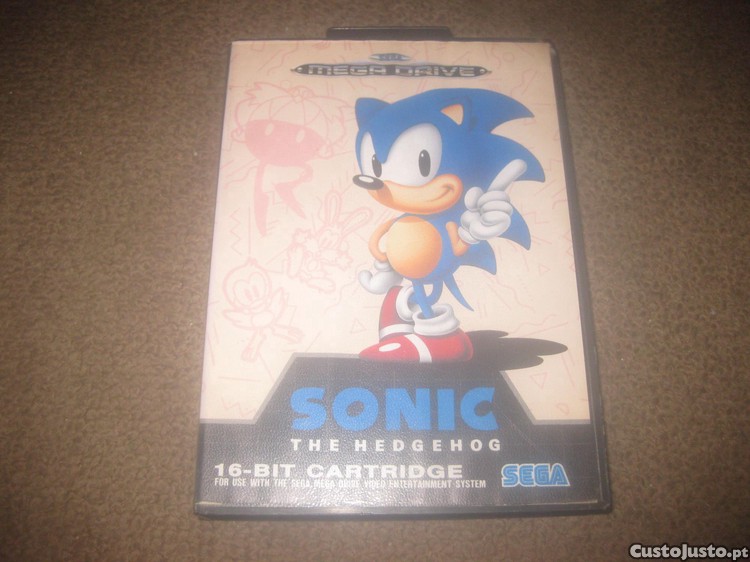 MEGA DRIVE
SONIC
THE HEDGEHOG
16-BIT CARTRIDGE
FOR USE WITH THE SEGA MEGA DRIVE VIDEO ENTERTAINMENT SYSTEM
SEGA
CustoJusto.pt